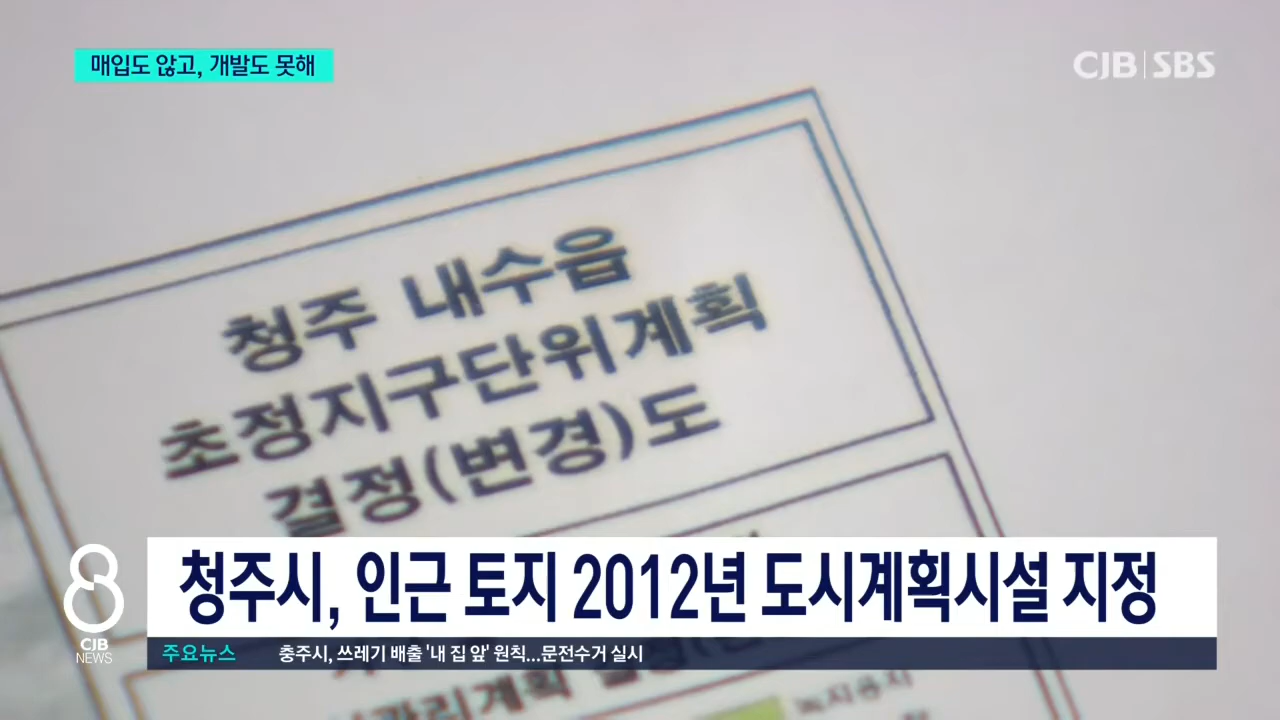 매입도 않고, 개발도 못해
CJB SBS
청주 내수읍
초정지구단위계획
결정(변경)도
청주시, 인근 토지 2012년 도시계획시설 지정
8
CJB
NEWS
주요뉴스 충주시, 쓰레기 배출 '내 집 앞' 원칙...문전수거 실시
녹지용지